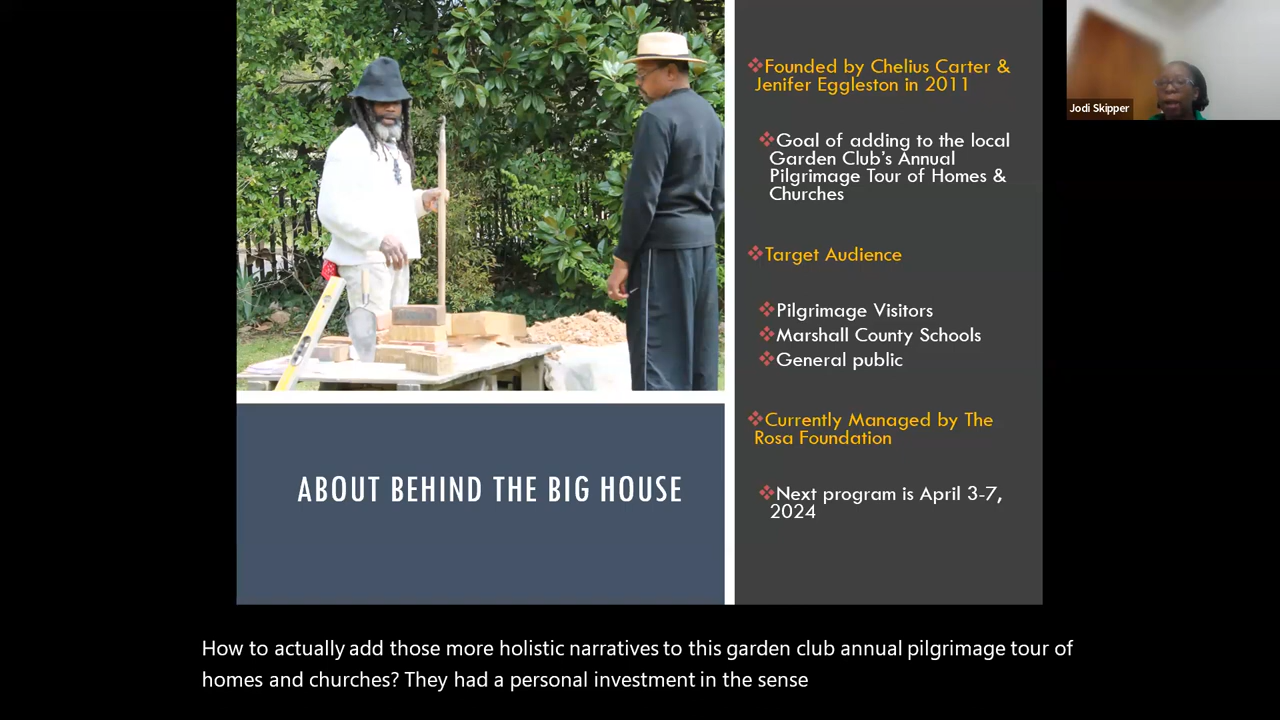 ❖Founded by Chelius Carter &
Jenifer Eggleston in 2011
❖Goal of adding to the local
Garden Club's Annual
Pilgrimage Tour of Homes &
Churches
❖Target Audience
❖Pilgrimage Visitors
❖Marshall County Schools
❖General public
❖Currently Managed by The
Rosa Foundation
❖Next program is April 3-7,
2024
ABOUT BEHIND THE BIG HOUSE
Jodi Skipper
How to actually add those more holistic narratives to this garden club annual pilgrimage tour of
homes and churches? They had a personal investment in the sense